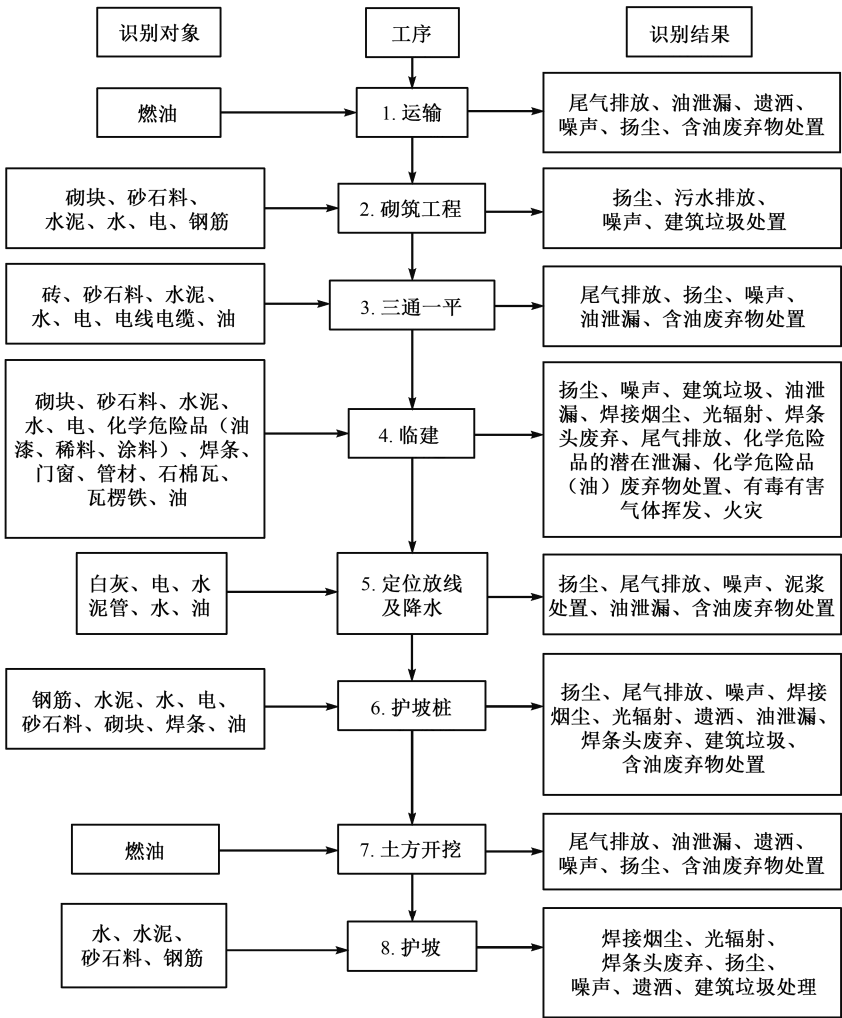 识别对象
工序
识别结果
燃油
1. 运输
尾气排放、油泄漏、遗洒、
噪声、扬尘、含油废弃物处置
砌块、砂石料、
水泥、水、电、钢筋
2. 砌筑工程
扬尘、污水排放、
噪声、建筑垃圾处置
砖、砂石料、水泥、
水、电、电线电缆、油
3. 三通一平
尾气排放、扬尘、噪声、
油泄漏、含油废弃物处置
砌块、砂石料、水泥、
水、电、化学危险品（油
漆、稀料、涂料）、焊条、
门窗、管材、石棉瓦、
瓦楞铁、油
4. 临建
扬尘、噪声、建筑垃圾、油泄
漏、焊接烟尘、光辐射、焊条
头废弃、尾气排放、化学危险
品的潜在泄漏、化学危险品
（油）废弃物处置、有毒有害
气体挥发、火灾
白灰、电、水
泥管、水、油
5. 定位放线
及降水
扬尘、尾气排放、噪声、泥浆
处置、油泄漏、含油废弃物处置
钢筋、水泥、水、电、
砂石料、砌块、焊条、油
6. 护坡桩
扬尘、尾气排放、噪声、焊接
烟尘、光辐射、遗洒、油泄漏、
焊条头废弃、建筑垃圾、
含油废弃物处置
燃油
7. 土方开挖
尾气排放、油泄漏、遗洒、
噪声、扬尘、含油废弃物处置
水、水泥、
砂石料、钢筋
8. 护坡
焊接烟尘、光辐射、
焊条头废弃、扬尘、
噪声、遗洒、建筑垃圾处理